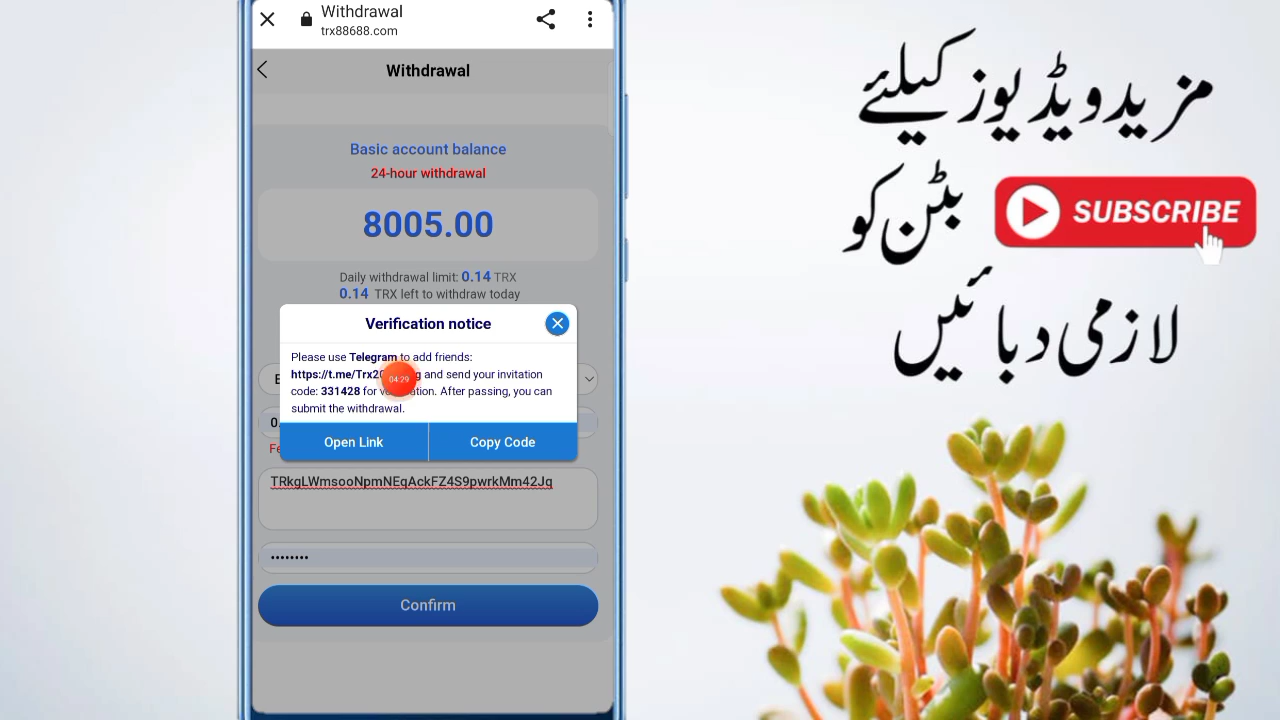 Withdrawal
trx88688.com
Withdrawal
Basic account balance
24-hour withdrawal
8005.00
Daily withdrawal limit: 0.14 TRX
0.14 TRX left to withdraw today
Verification notice
Please use Telegram to add friends:
and send your invitation
code: 331428 for After passing, you can
submit the withdrawal.
04:29
Open Link
Copy Code
TRkgLWmsooNpmNEqAckFZ4S9pwrkMm42Jq
••••••••
Confirm
مزید ویڈیوز کیلئے
بٹن کو SUBSCRIBE
لازمی دبائیں